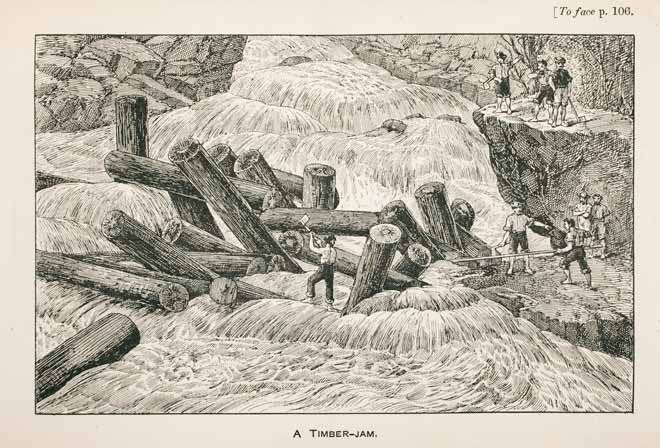 [To face p. 106.
A TIMBER-JAM.